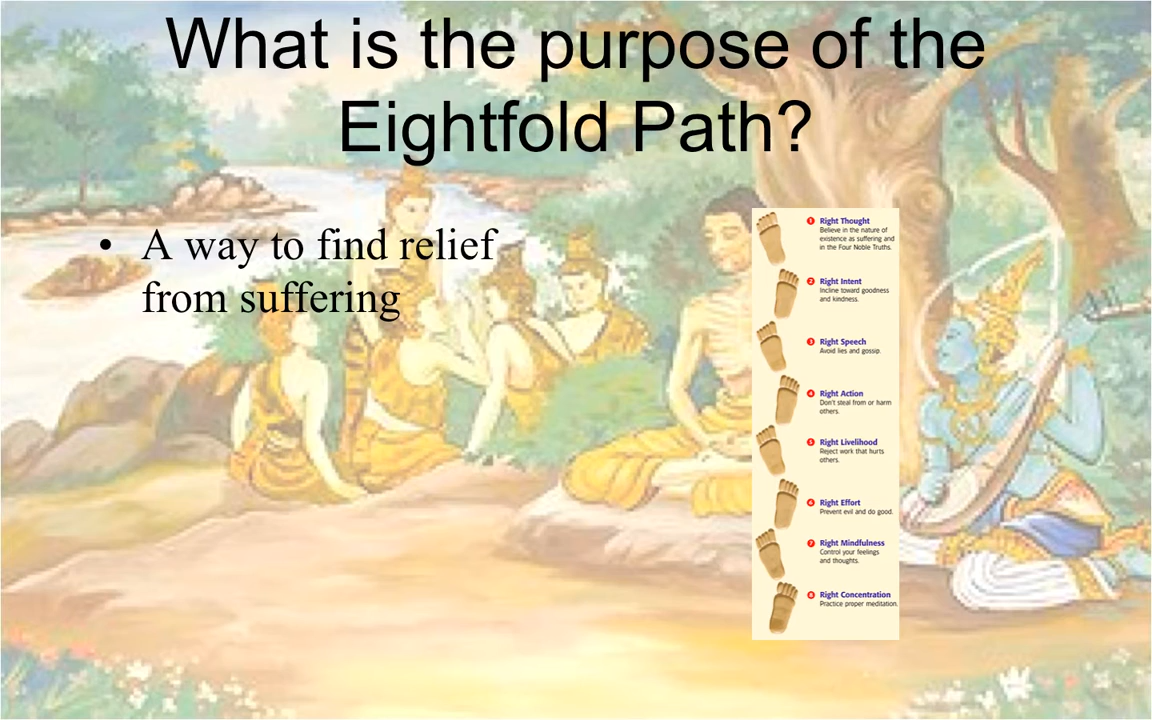 What is the purpose of the
Eightfold Path?
• A way to find relief
from suffering
1 Right Thought
Believe in the nature of
existence as suffering and
in the Four Noble Truths.
2 Right Intent
Incline toward goodness
and kindness.
3 Right Speech
Avoid lies and gossip.
4 Right Action
Don't steal from or harm
others.
5 Right Livelihood
Reject work that hurts
others.
6 Right Effort
Prevent evil and do good.
7 Right Mindfulness
Control your feelings
and thoughts.
8 Right Concentration
Practice proper meditation.